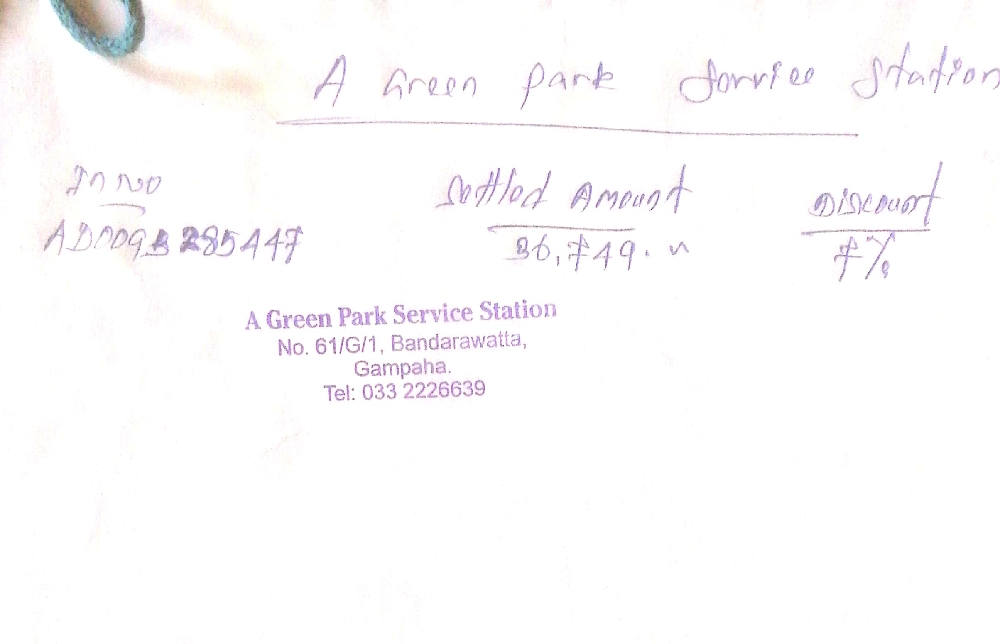 A Green Park Service Station
In No Settled Amount Discount
AD009B285447 36,749. 7%
A Green Park Service Station
No. 61/G/1, Bandarawatta,
Gampaha.
Tel: 033 2226639